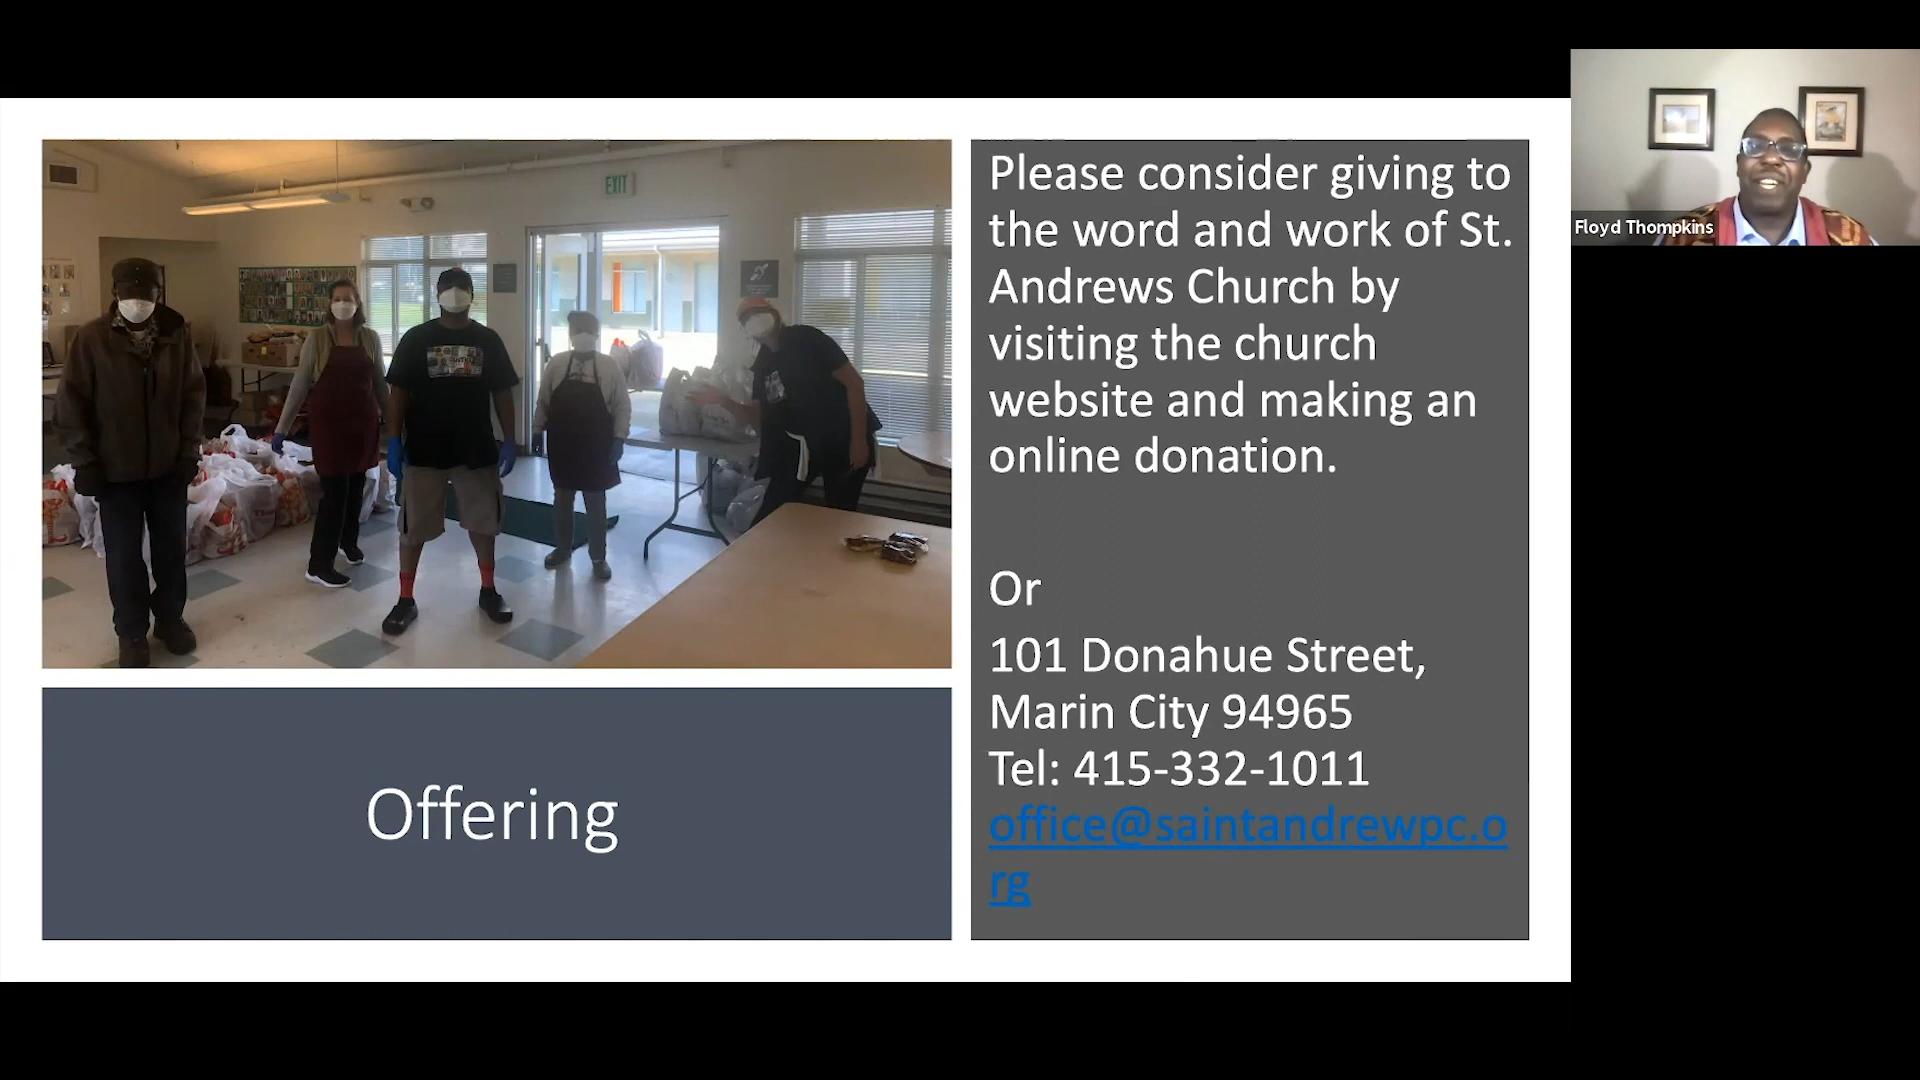 EXIT
Offering
Please consider giving to
the word and work of St.
Andrews Church by
visiting the church
website and making an
online donation.
Or
101 Donahue Street,
Marin City 94965
Tel: 415-332-1011
office@saintandrewpc.o
rg
Floyd Thompkins